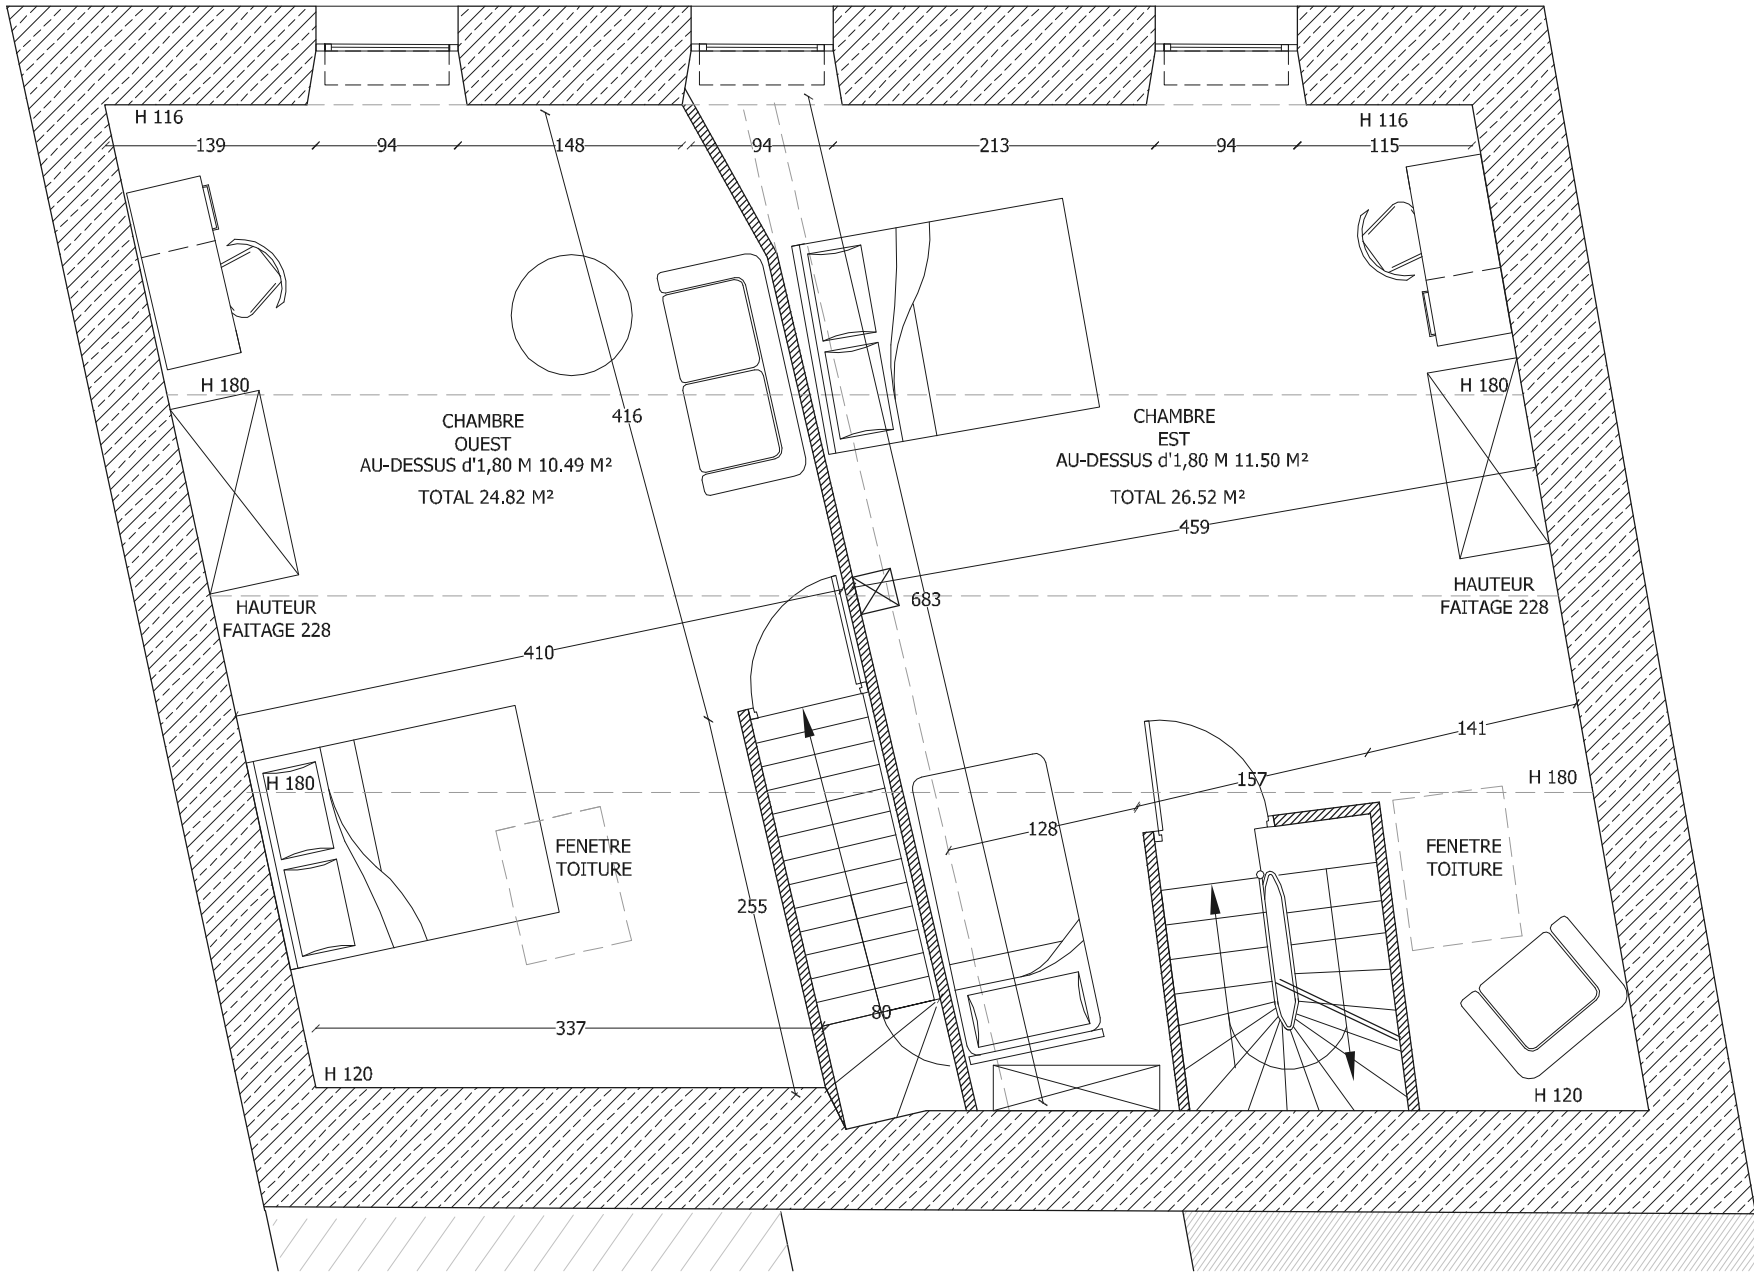 H 116
H 116
139
94
148
94
213
94
115
H 180
H 180
CHAMBRE
OUEST
AU-DESSUS d'1,80 M 10.49 M²
TOTAL 24.82 M²
416
CHAMBRE
EST
AU-DESSUS d'1,80 M 11.50 M²
TOTAL 26.52 M²
459
HAUTEUR
FAITAGE 228
683
HAUTEUR
FAITAGE 228
410
141
H 180
157
H 180
128
FENETRE
TOITURE
FENETRE
TOITURE
255
80
337
H 120
H 120